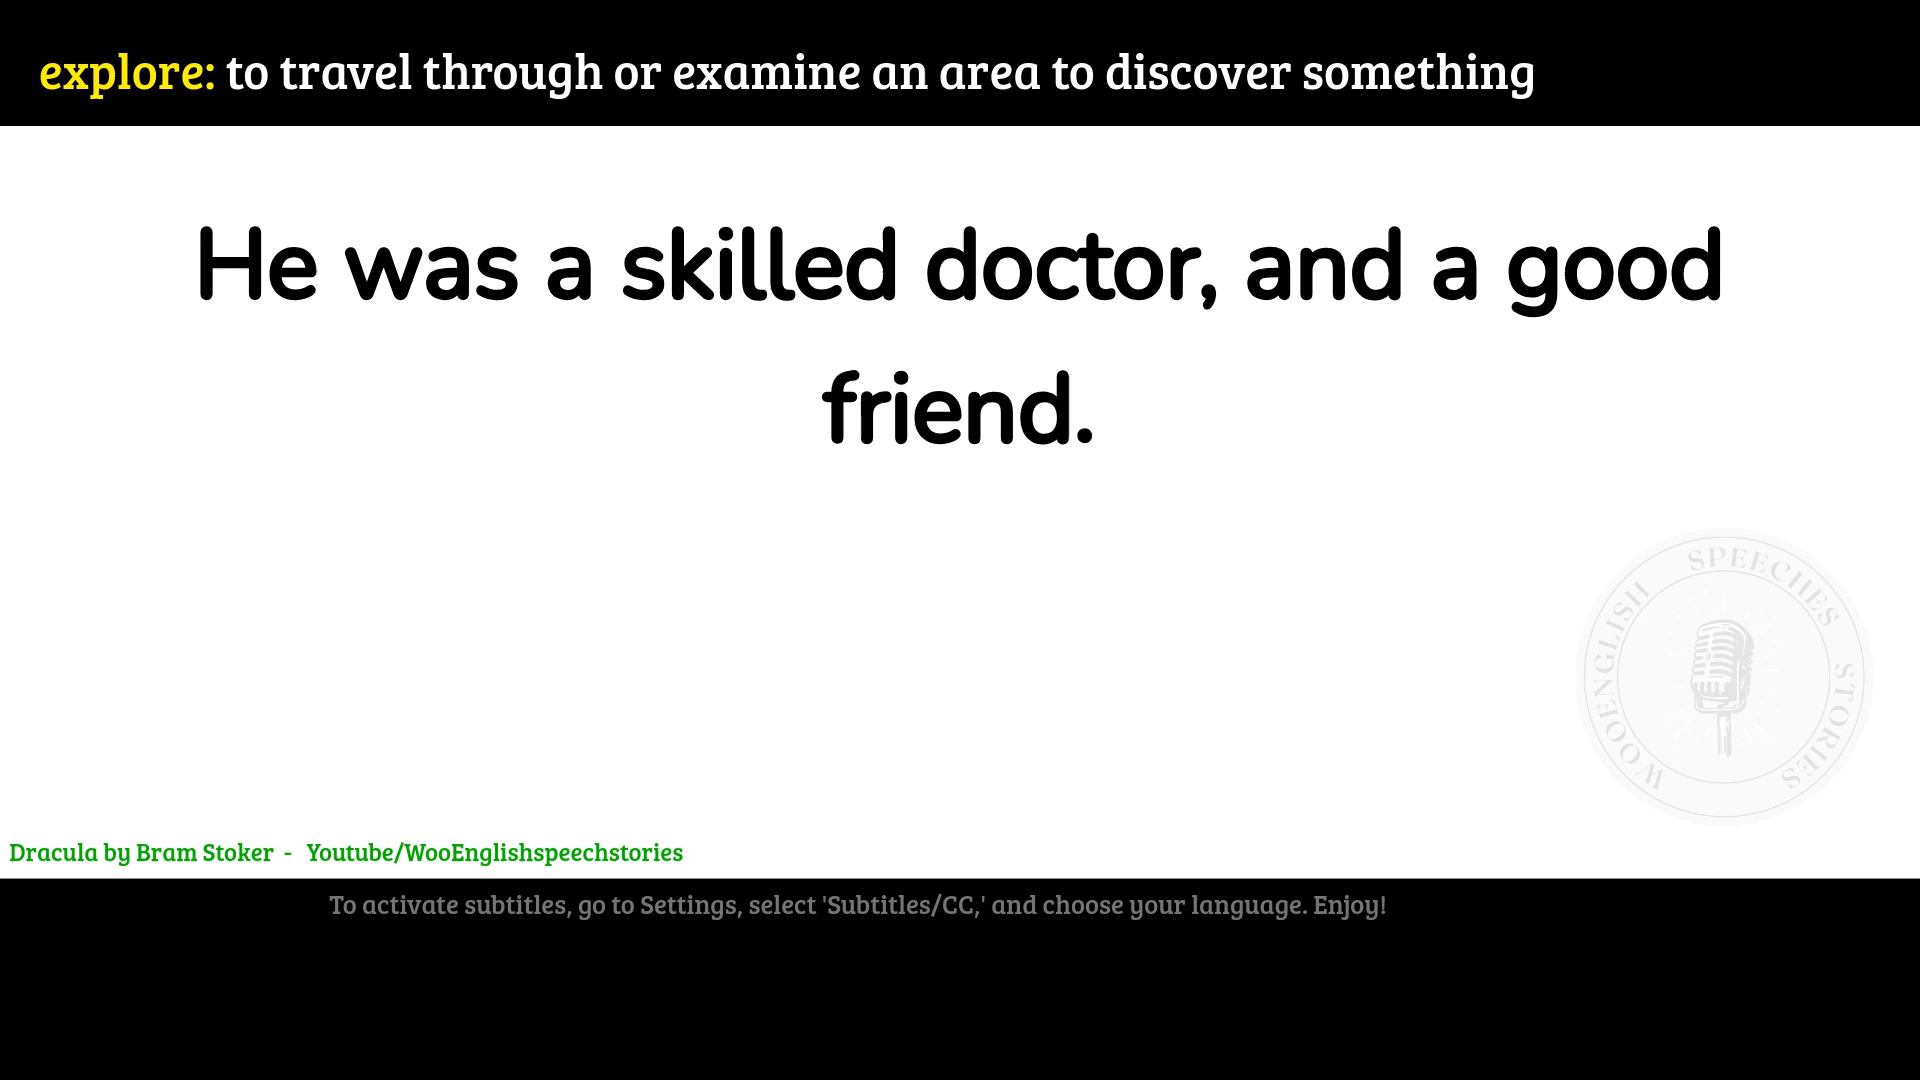 explore: to travel through or examine an area to discover something
He was a skilled doctor, and a good
friend.
WOOENGLISH SPEECHES STORIES
Dracula by Bram Stoker - Youtube/WooEnglishspeechstories
To activate subtitles, go to Settings, select 'Subtitles/CC,' and choose your language. Enjoy!